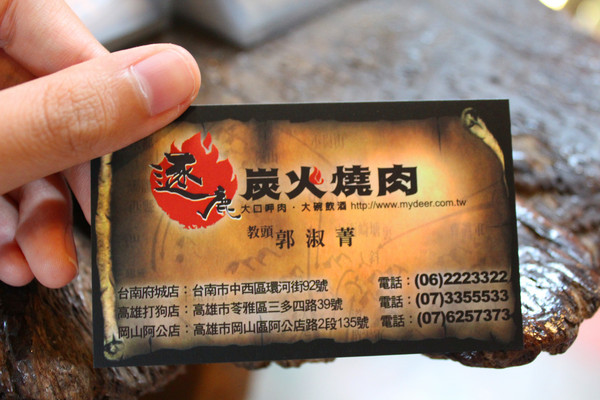 逐鹿 炭火燒肉
大口呷肉・大碗飲酒 http://www.mydeer.com.tw
教頭 郭淑菁
台南府城店：台南市中西區環河街92號 電話：(06)2223322
高雄打狗店：高雄市苓雅區三多四路39號 電話：(07)3355533
岡山阿公店：高雄市岡山區阿公店路2段135號 電話：(07)6257373